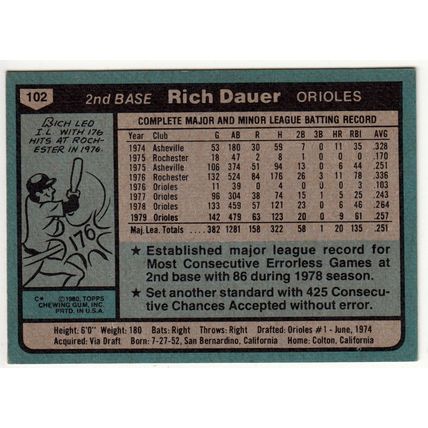 102
2nd BASE Rich Dauer ORIOLES
RICH LED
I.L. WITH 176
HITS AT ROCH-
ESTER IN 1976.
176
C*
© 1980, TOPPS
CHEWING GUM, INC.
PRTD. IN U.S.A.
COMPLETE MAJOR AND MINOR LEAGUE BATTING RECORD
Year Club G AB R H 2B 3B HR RBI AVG
1974 Asheville 53 180 30 59 7 0 11 35 .328
1975 Rochester 18 47 2 8 1 0 0 0 .170
1975 Asheville 106 374 51 94 13 0 3 44 .251
1976 Rochester 132 524 84 176 26 3 11 78 .336
1976 Orioles 11 39 0 4 0 0 0 3 .103
1977 Orioles 96 304 38 74 15 1 5 25 .243
1978 Orioles 133 459 57 121 23 0 6 46 .264
1979 Orioles 142 479 63 123 20 0 9 61 .257
Maj. Lea. Totals .... 382 1281 158 322 58 1 20 135 .251
★ Established major league record for
Most Consecutive Errorless Games at
2nd base with 86 during 1978 season.
★ Set another standard with 425 Consecu-
tive Chances Accepted without error.
Height: 6'0" Weight: 180 Bats: Right Throws: Right Drafted: Orioles #1 - June, 1974
Acquired: Via Draft Born: 7-27-52, San Bernardino, California Home: Colton, California